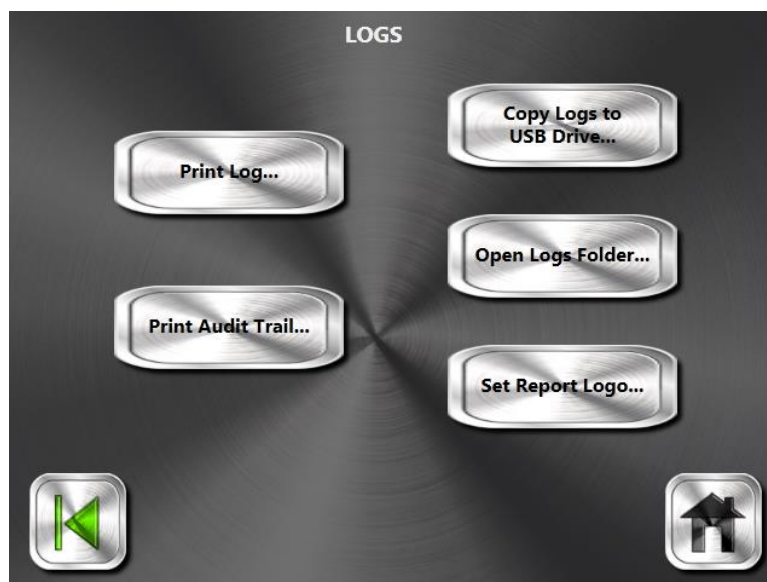 LOGS
Print Log...
Print Audit Trail...
Copy Logs to
USB Drive...
Open Logs Folder...
Set Report Logo...